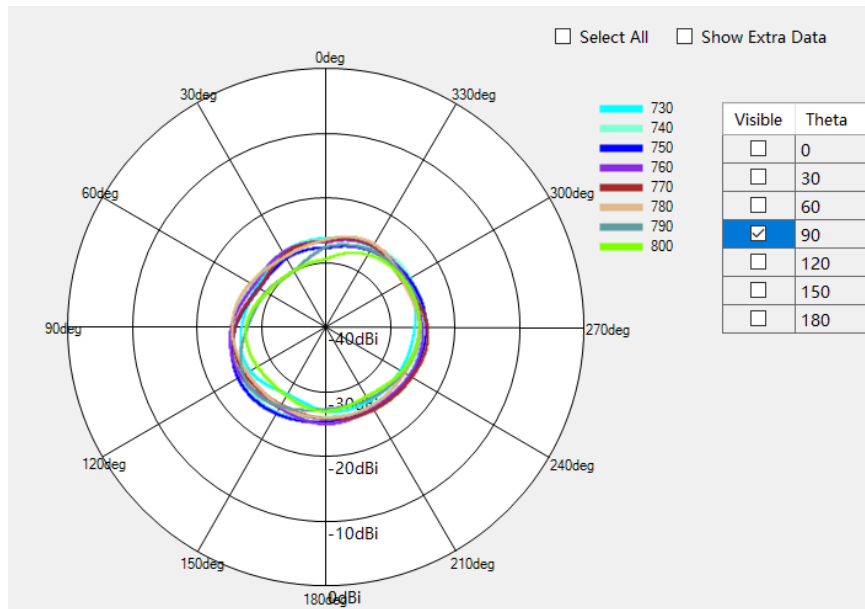 Select All
Show Extra Data
0deg
30deg
330deg
60deg
300deg
90deg
270deg
120deg
240deg
150deg
210deg
180deg
-40dBi
-30dBi
-20dBi
-10dBi
0dBi
730
740
750
760
770
780
790
800
Visible Theta
0
30
60
90
120
150
180